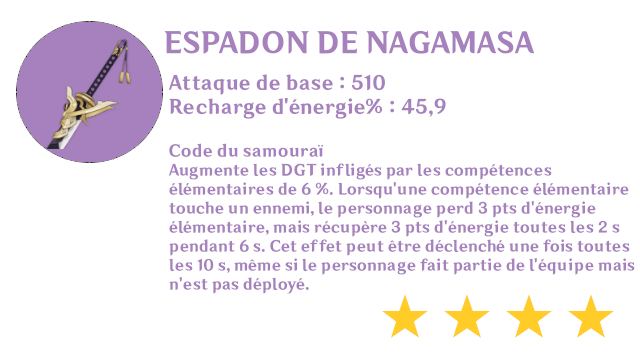 ESPADON DE NAGAMASA
Attaque de base : 510
Recharge d'énergie% : 45,9
Code du samouraï
Augmente les DGT infligés par les compétences
élémentaires de 6 %. Lorsqu'une compétence élémentaire
touche un ennemi, le personnage perd 3 pts d'énergie
élémentaire, mais récupère 3 pts d'énergie toutes les 2 s
pendant 6 s. Cet effet peut être déclenché une fois toutes
les 10 s, même si le personnage fait partie de l'équipe mais
n'est pas déployé.